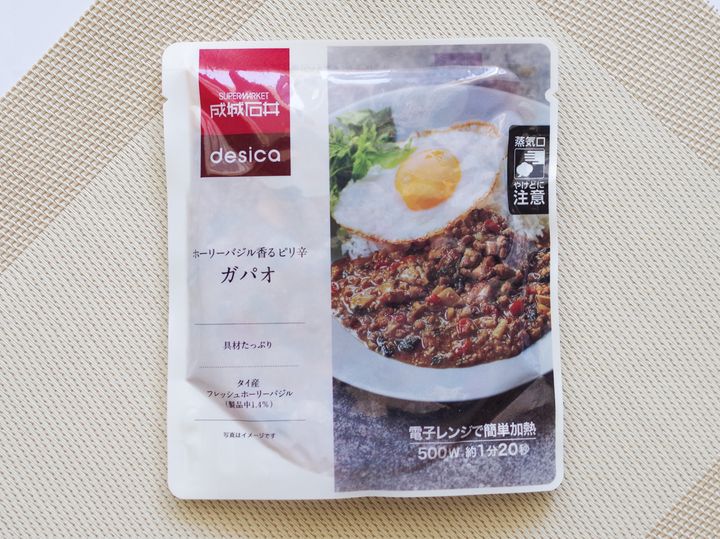 SUPERMARKET
成城石井
desica
ホーリーバジル香るピリ辛
ガパオ
具材たっぷり
タイ産
フレッシュホーリーバジル
(製品中1.4%)
写真はイメージです
蒸気口
やけどに
注意
電子レンジで簡単加熱
500W 約1分20秒